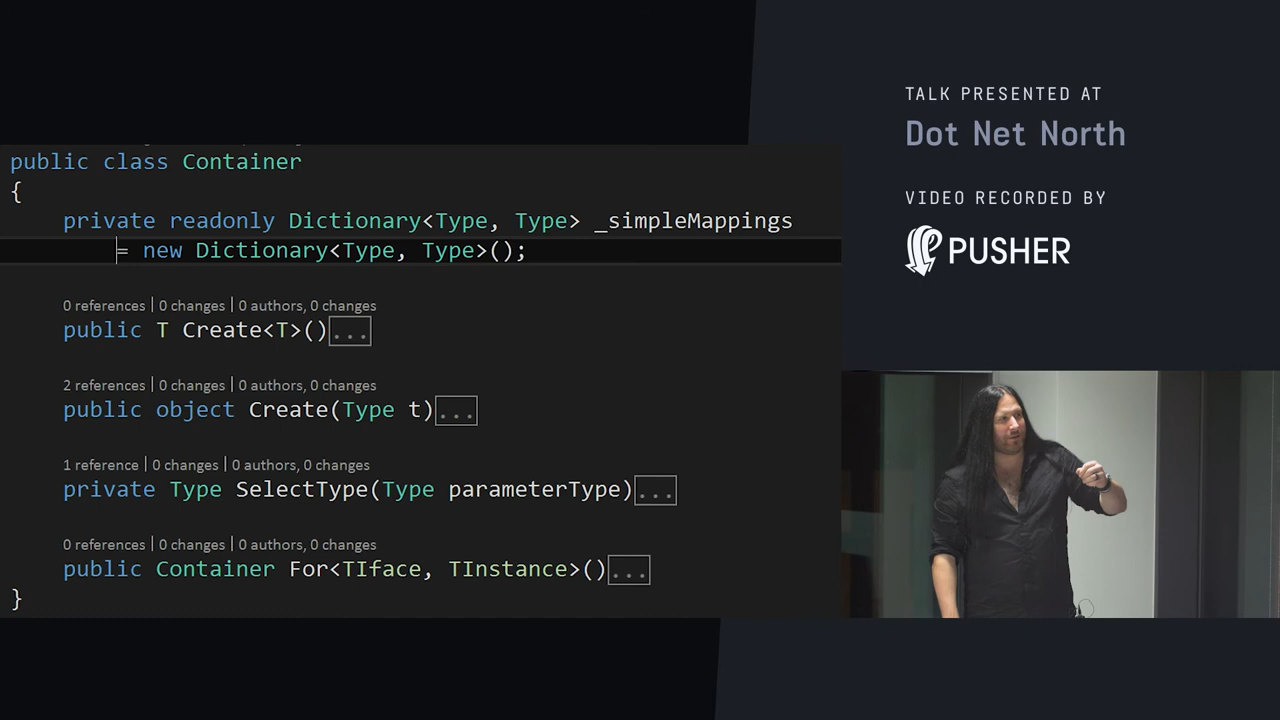 public class Container
{
private readonly Dictionary<Type, Type> _simpleMappings
= new Dictionary<Type, Type>();
0 references | 0 changes | 0 authors, 0 changes
public T Create<T>()...
2 references | 0 changes | 0 authors, 0 changes
public object Create(Type t)...
1 reference | 0 changes | 0 authors, 0 changes
private Type SelectType(Type parameterType)...
0 references | 0 changes | 0 authors, 0 changes
public Container For<TIface, TInstance>()...
}
TALK PRESENTED AT
Dot Net North
VIDEO RECORDED BY
PUSHER